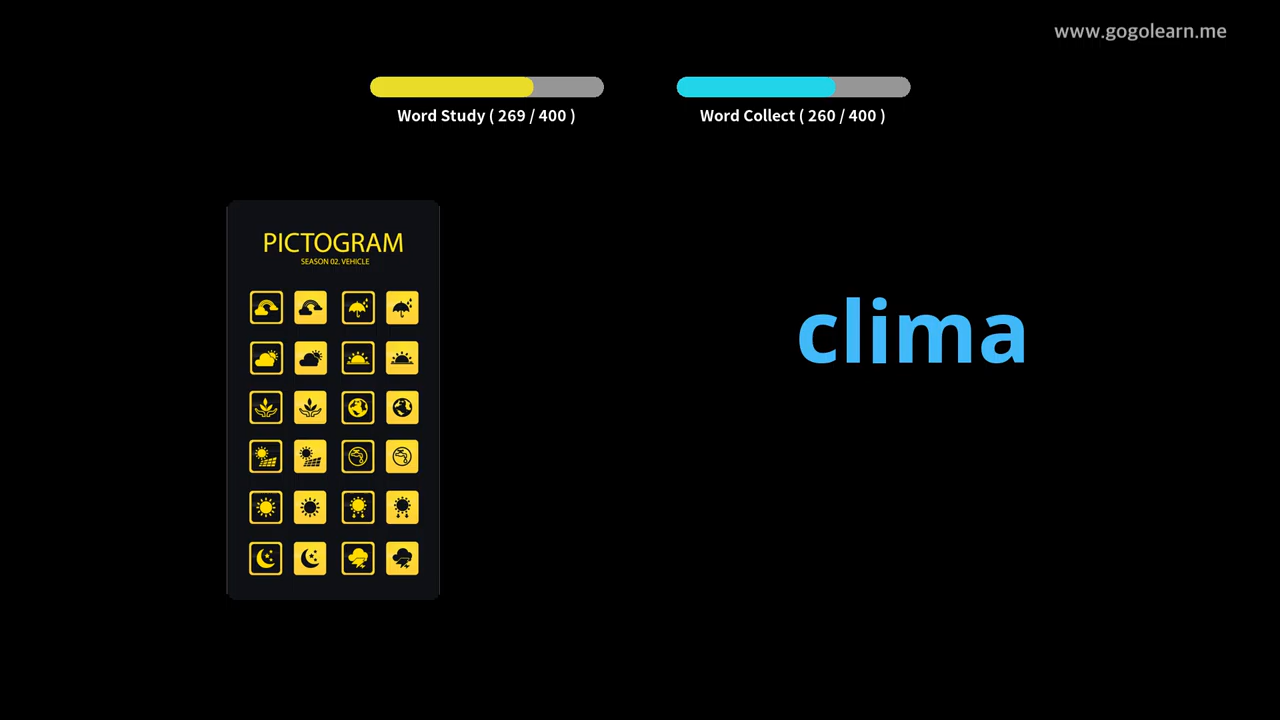 www.gogolearn.me
Word Study ( 269 / 400 )
Word Collect ( 260 / 400 )
PICTOGRAM
SEASON 02. VEHICLE
clima